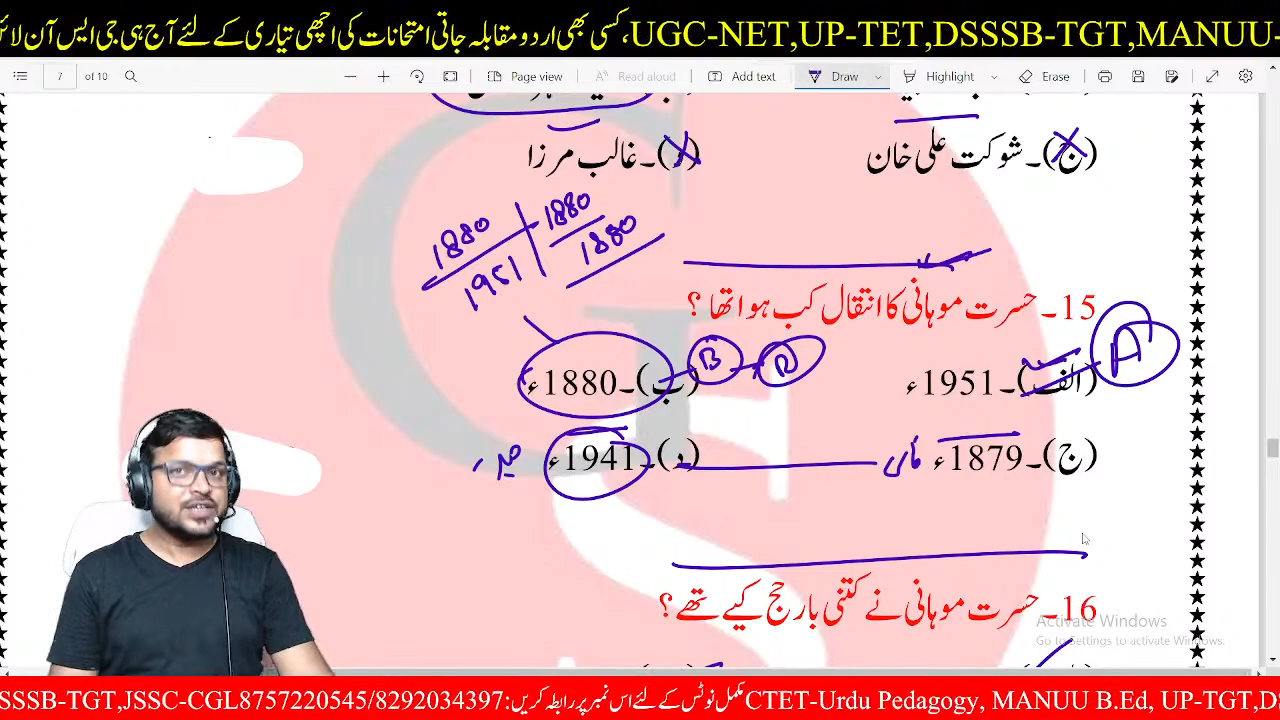 UGC-NET,UP-TET,DSSSB-TGT,MANUU- ،کسی بھی اردو مقابلہ جاتی امتحانات کی اچھی تیاری کے لئے آج ہی جی ایس آن لائ
7 of 10 Page view Read aloud Add text Draw Highlight Erase
(ج)۔شوکت علی خان (د)۔غالب مرزا
1880 1880
1951 1880
15۔حسرت موہانی کا انتقال کب ہوا تھا ؟
(الف)۔1951ء A (ب)۔1880ء B
(ج)۔1879ء (د)۔1941ء
16۔حسرت موہانی نے کتنی بار حج کیے تھے ؟
Activate Windows
Go to Settings to activate Windows.
SSSB-TGT,JSSC-CGL8757220545/8292034397:مکمل نوٹس کے لئے اس نمبر پر رابطہ کریں CTET-Urdu Pedagogy, MANUU B.Ed, UP-TGT,D